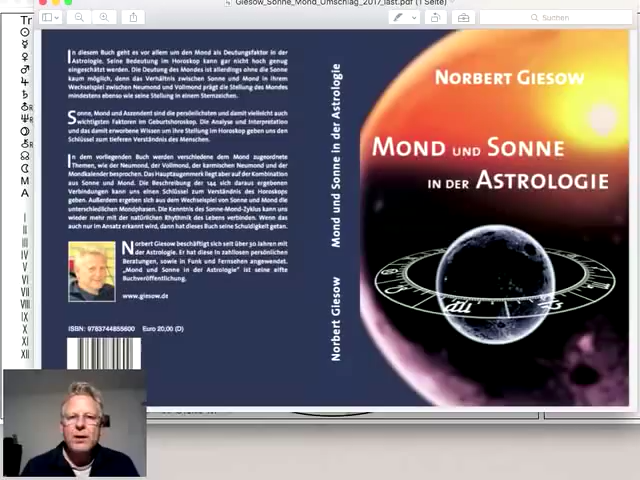 Giesow_Sonne_Mond_Umschlag_2017_last.pdf (1 Seite)
Suchen
Tr
R
R
R
M
A
I
II
III
IV
V
VI
VII
VIII
IX
X
XI
XII
In diesem Buch geht es vor allem um den Mond als Deutungsfaktor in der
Astrologie. Seine Bedeutung im Horoskop kann gar nicht hoch genug
eingeschätzt werden. Die Deutung des Mondes ist allerdings ohne die Sonne
kaum möglich, denn das Verhältnis zwischen Sonne und Mond in ihrem
Wechselspiel zwischen Neumond und Vollmond prägt die Stellung des Mondes
mindestens ebenso wie seine Stellung in einem Sternzeichen.
Sonne, Mond und Aszendent sind die persönlichsten und damit vielleicht auch
wichtigsten Faktoren im Geburtshoroskop. Die Analyse und Interpretation
und das damit erworbene Wissen um ihre Stellung im Horoskop geben uns den
Schlüssel zum tieferen Verständnis des Menschen.
In dem vorliegenden Buch werden verschiedene dem Mond zugeordnete
Themen, wie der Neumond, der Vollmond, der karmischen Neumond und der
Mondkalender besprochen. Das Hauptaugenmerk liegt aber auf der Kombination
aus Sonne und Mond. Die Beschreibung der 144 sich daraus ergebenen
Verbindungen kann uns einen Schlüssel zum Verständnis des Horoskops
geben. Außerdem ergeben sich aus dem Wechselspiel von Sonne und Mond die
unterschiedlichen Mondphasen. Die Kenntnis des Sonne-Mond-Zyklus kann uns
wieder mehr mit der natürlichen Rhythmik des Lebens verbinden. Wenn das
auch nur im Ansatz erkannt wird, dann hat dieses Buch seine Schuldigkeit getan.
Norbert Giesow beschäftigt sich seit über 30 Jahren mit
der Astrologie. Er hat diese in zahllosen persönlichen
Beratungen, sowie in Funk und Fernsehen angewendet.
„Mond und Sonne in der Astrologie" ist seine elfte
Buchveröffentlichung.
www.giesow.de
ISBN: 9783744855600 Euro 20,00 (D)
Norbert Giesow Mond und Sonne in der Astrologie
NORBERT GIESOW
MOND UND SONNE
IN DER ASTROLOGIE